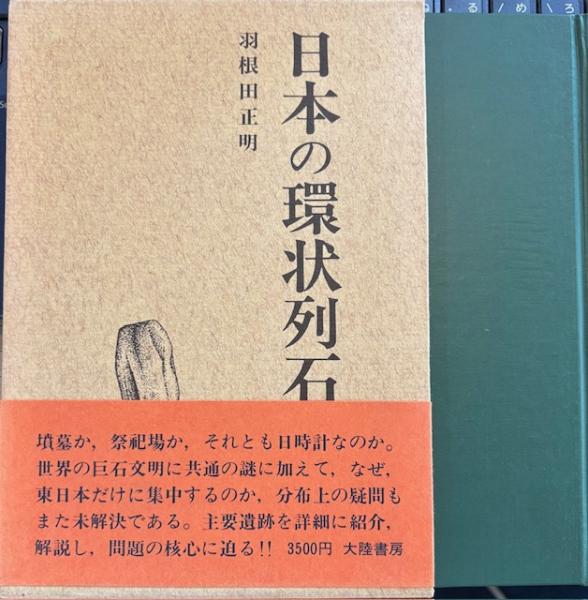 日本の環状列石
羽根田正明
墳墓か，祭祀場か，それとも日時計なのか。
世界の巨石文明に共通の謎に加えて，なぜ，
東日本だけに集中するのか，分布上の疑問も
また未解決である。主要遺跡を詳細に紹介，
解説し，問題の核心に迫る!! 3500円 大陸書房
る / め \ ろ